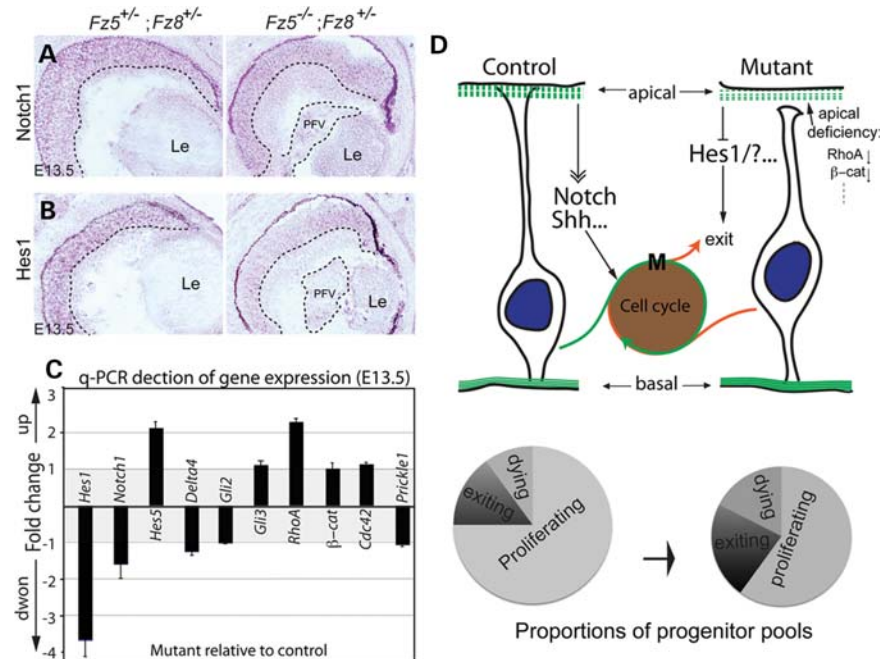 Fz5+/- ;Fz8+/-
Fz5-/- ;Fz8+/-
A
Notch1
E13.5
Le
PFV
Le
B
Hes1
E13.5
Le
PFV
Le
C
q-PCR dection of gene expression (E13.5)
up
Fold change
dwon
3
2
1
-1
-2
-3
-4
Hes1
Notch1
Hes5
Delta4
Gli2
Gli3
RhoA
β-cat
Cdc42
Prickle1
Mutant relative to control
D
Control
Mutant
apical
apical
deficiency:
RhoA↓
β-cat↓
Hes1/?...
Notch
Shh...
exit
M
Cell cycle
basal
dying
exiting
Proliferating
dying
exiting
proliferating
Proportions of progenitor pools